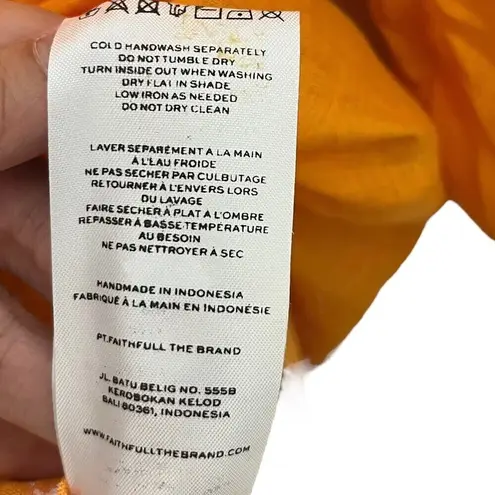 COLD HANDWASH SEPARATELY
DO NOT TUMBLE DRY
TURN INSIDE OUT WHEN WASHING
DRY FLAT IN SHADE
LOW IRON AS NEEDED
DO NOT DRY CLEAN
LAVER SEPARÉMENT A LA MAIN
À L'EAU FROIDE
NE PAS SÉCHER PAR CULBUTAGE
RETOURNER À L'ENVERS LORS
DU LAVAGE
FAIRE SÉCHER À PLAT A L'OMBRE
REPASSER À BASSE TEMPÉRATURE
AU BESOIN
NE PAS NETTROYER À SEC
HANDMADE IN INDONESIA
FABRIQUÉ À LA MAIN EN INDONÉSIE
PT.FAITHFULL THE BRAND
JL. BATU BELIG NO. 555B
KEROBOKAN KELOD
BALI 80361, INDONESIA
WWW.FAITHFULLTHEBRAND.COM